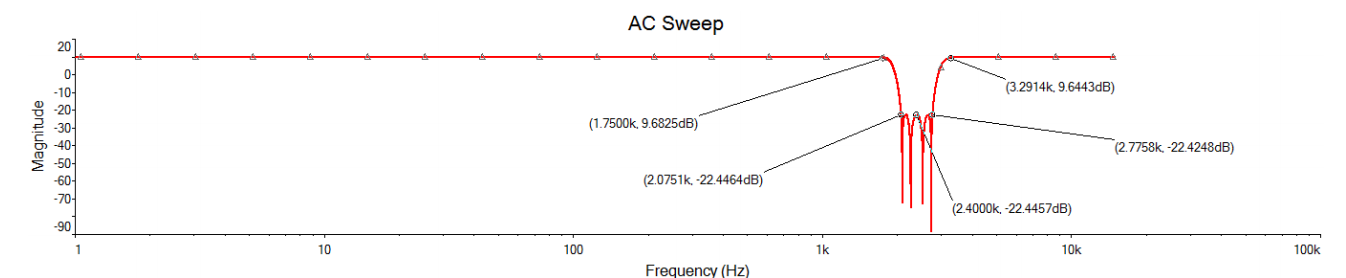 AC Sweep
20
0
-10
-20
-30
-40
-50
-60
-70
-90
Magnitude
(1.7500k, 9.6825dB)
(3.2914k, 9.6443dB)
(2.0751k, -22.4464dB)
(2.7758k, -22.4248dB)
(2.4000k, -22.4457dB)
1 10 100 1k 10k 100k
Frequency (Hz)